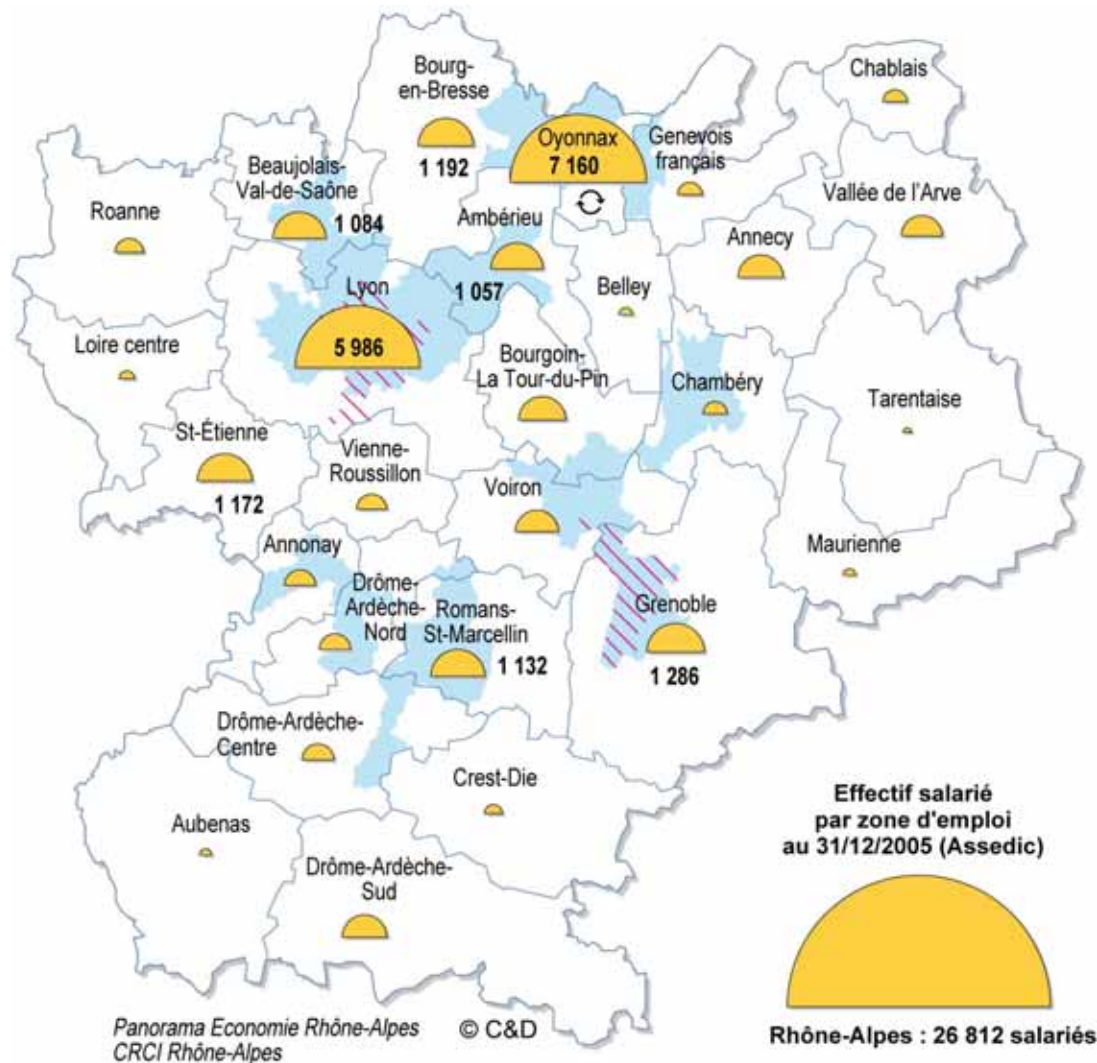 Bourg-
en-Bresse
1 192
Chablais
Oyonnax
7 160
Genevois
français
Beaujolais-
Val-de-Saône
1 084
Roanne
Vallée de l'Arve
Ambérieu
1 057
Annecy
Lyon
5 986
Belley
Loire centre
Bourgoin-
La Tour-du-Pin
Chambéry
Tarentaise
St-Étienne
1 172
Vienne-
Roussillon
Voiron
Maurienne
Annonay
Drôme-
Ardèche-
Nord
Romans-
St-Marcellin
1 132
Grenoble
1 286
Drôme-Ardèche-
Centre
Crest-Die
Aubenas
Drôme-Ardèche-
Sud
Effectif salarié
par zone d'emploi
au 31/12/2005 (Assedic)
Rhône-Alpes : 26 812 salariés
Panorama Economie Rhône-Alpes © C&D
CRCI Rhône-Alpes